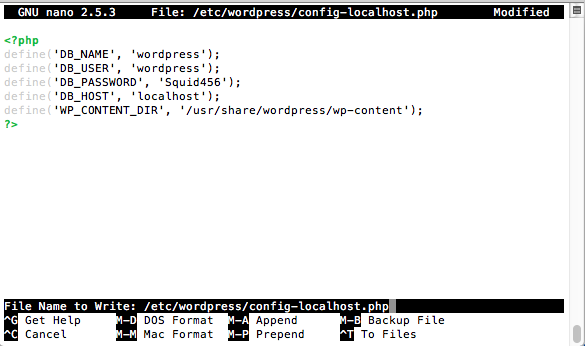 GNU nano 2.5.3 File: /etc/wordpress/config-localhost.php Modified
<?php
define('DB_NAME', 'wordpress');
define('DB_USER', 'wordpress');
define('DB_PASSWORD', 'Squid456');
define('DB_HOST', 'localhost');
define('WP_CONTENT_DIR', '/usr/share/wordpress/wp-content');
?>
File Name to Write: /etc/wordpress/config-localhost.php
^G Get Help M-D DOS Format M-A Append M-B Backup File
^C Cancel M-M Mac Format M-P Prepend ^T To Files